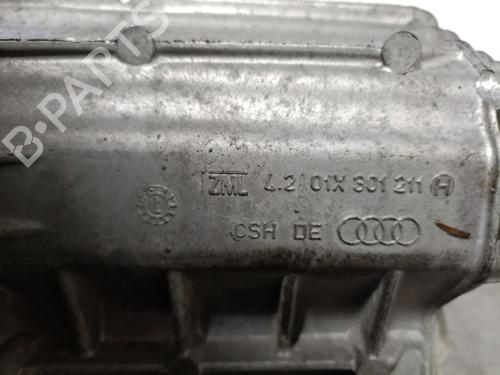 B-PARTS
ZML 4.2 01X 301 211 H
CSH DE